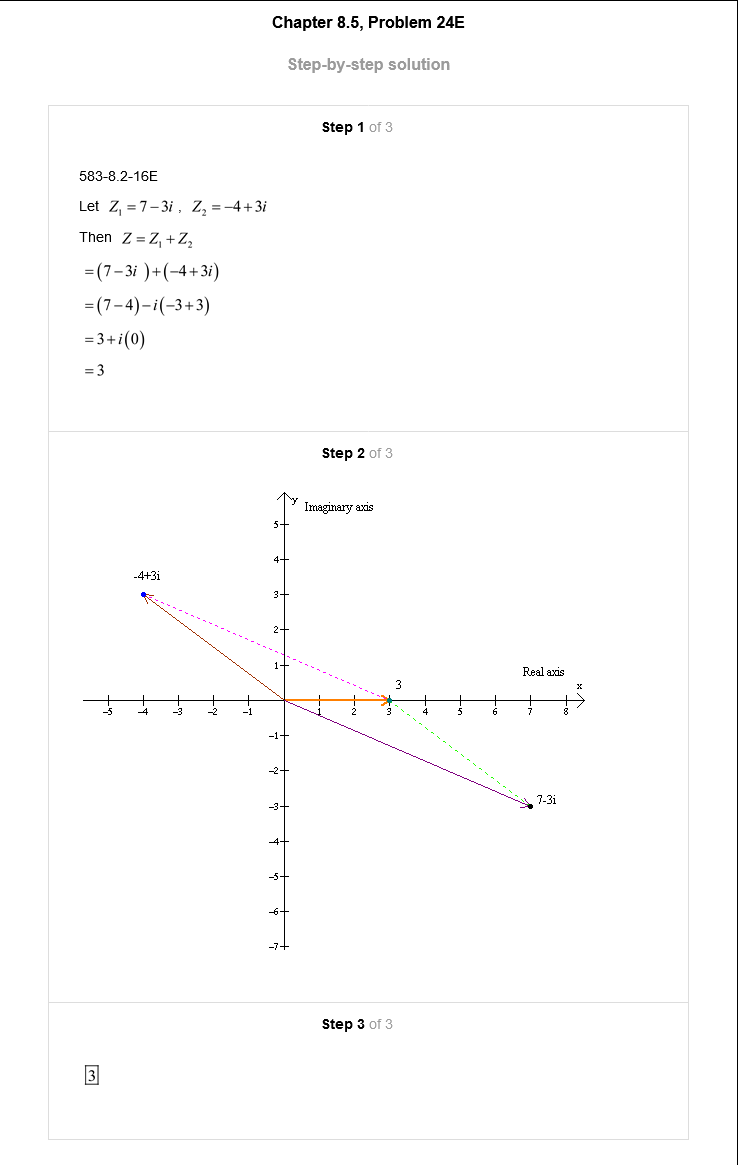 Chapter 8.5, Problem 24E
Step-by-step solution
Step 1 of 3
583-8.2-16E
Let Z₁ = 7 − 3i , Z₂ = −4 + 3i
Then Z = Z₁ + Z₂
= (7 − 3i ) + (−4 + 3i)
= (7 − 4) − i(−3 + 3)
= 3 + i(0)
= 3
Step 2 of 3
y Imaginary axis
5
4
-4+3i
3
2
1
Real axis
3
x
−5 −4 −3 −2 −1 1 2 3 4 5 6 7 8
−1
−2
−3
7-3i
−4
−5
−6
−7
Step 3 of 3
3